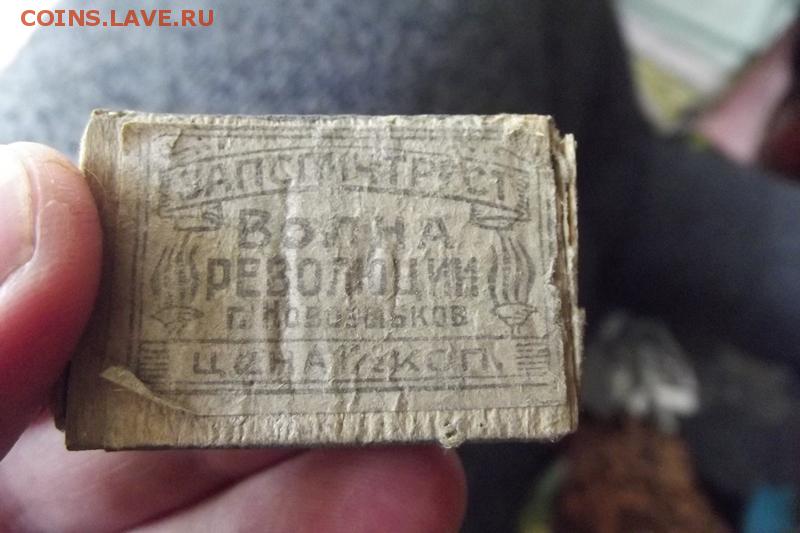 COINS.LAVE.RU
ЗАПСПИЧТРЕСТ
ВОЛНА
РЕВОЛЮЦИИ
Г. НОВОЗЫБКОВ
ЦЕНА 1½ КОП.